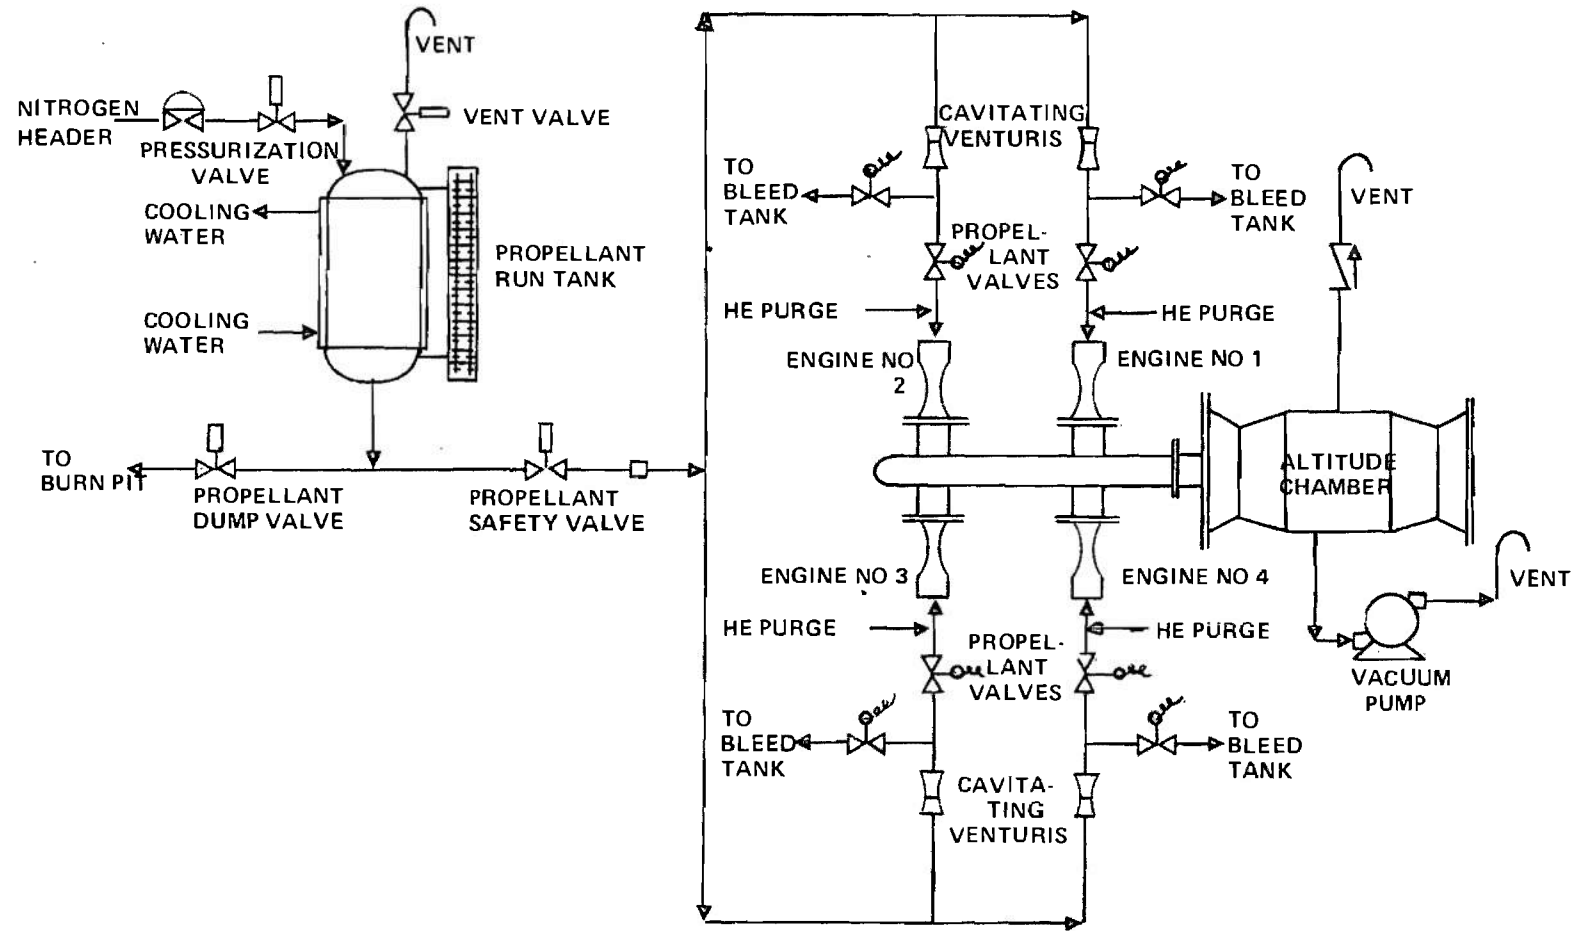 VENT
NITROGEN
HEADER
VENT VALVE
PRESSURIZATION
VALVE
COOLING
WATER
PROPELLANT
RUN TANK
COOLING
WATER
TO
BURN PIT
PROPELLANT
DUMP VALVE
PROPELLANT
SAFETY VALVE
CAVITATING
VENTURIS
TO
BLEED
TANK
TO
BLEED
TANK
PROPEL-
LANT
VALVES
HE PURGE
HE PURGE
ENGINE NO
2
ENGINE NO 1
VENT
ALTITUDE
CHAMBER
ENGINE NO 3
ENGINE NO 4
VENT
HE PURGE
HE PURGE
PROPEL-
LANT
VALVES
VACUUM
PUMP
TO
BLEED
TANK
TO
BLEED
TANK
CAVITA-
TING
VENTURIS